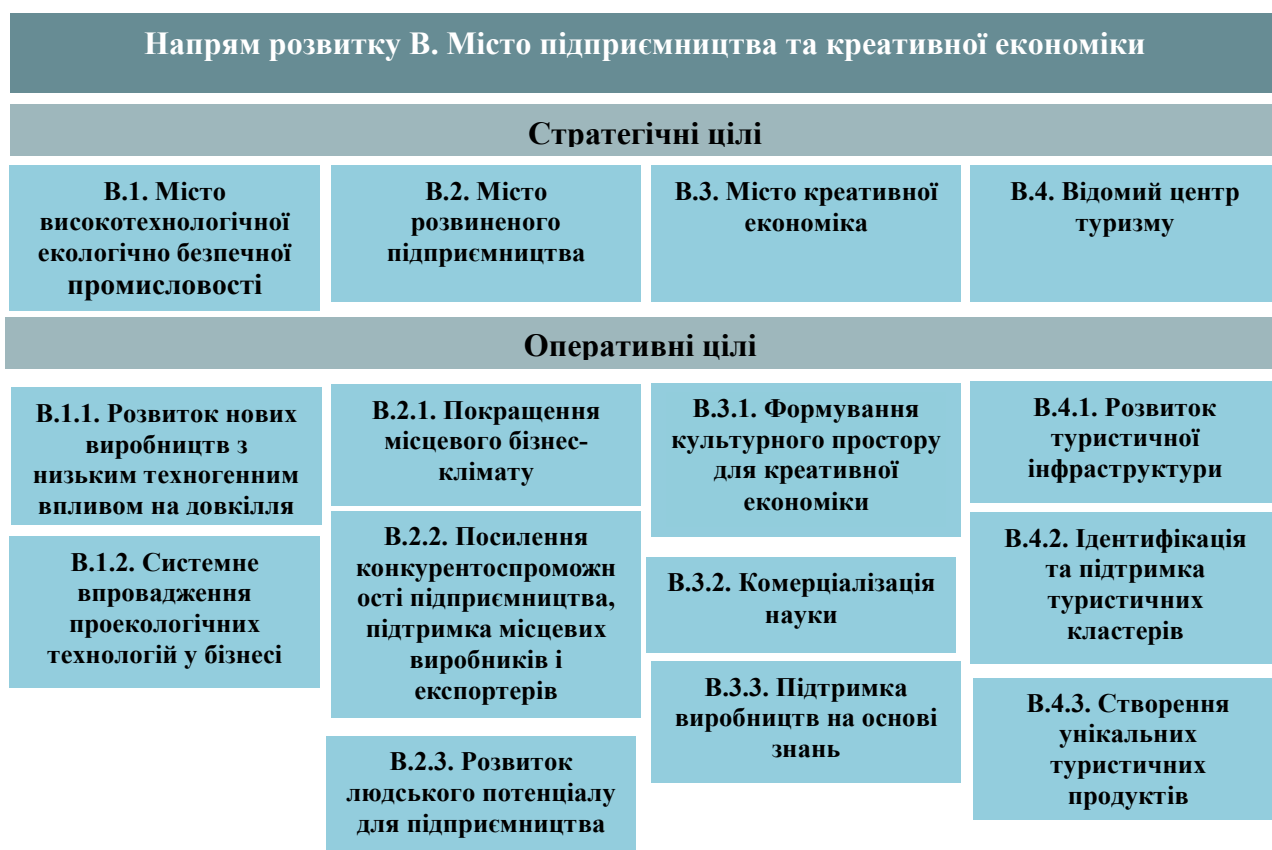 Напрям розвитку В. Місто підприємництва та креативної економіки
Стратегічні цілі
В.1. Місто
високотехнологічної
екологічно безпечної
промисловості
В.2. Місто
розвиненого
підприємництва
В.3. Місто креативної
економіка
В.4. Відомий центр
туризму
Оперативні цілі
В.1.1. Розвиток нових
виробництв з
низьким техногенним
впливом на довкілля
В.1.2. Системне
впровадження
проекологічних
технологій у бізнесі
В.2.1. Покращення
місцевого бізнес-
клімату
В.2.2. Посилення
конкурентоспроможн
ості підприємництва,
підтримка місцевих
виробників і
експортерів
В.2.3. Розвиток
людського потенціалу
для підприємництва
В.3.1. Формування
культурного простору
для креативної
економіки
В.3.2. Комерціалізація
науки
В.3.3. Підтримка
виробництв на основі
знань
В.4.1. Розвиток
туристичної
інфраструктури
В.4.2. Ідентифікація
та підтримка
туристичних
кластерів
В.4.3. Створення
унікальних
туристичних
продуктів